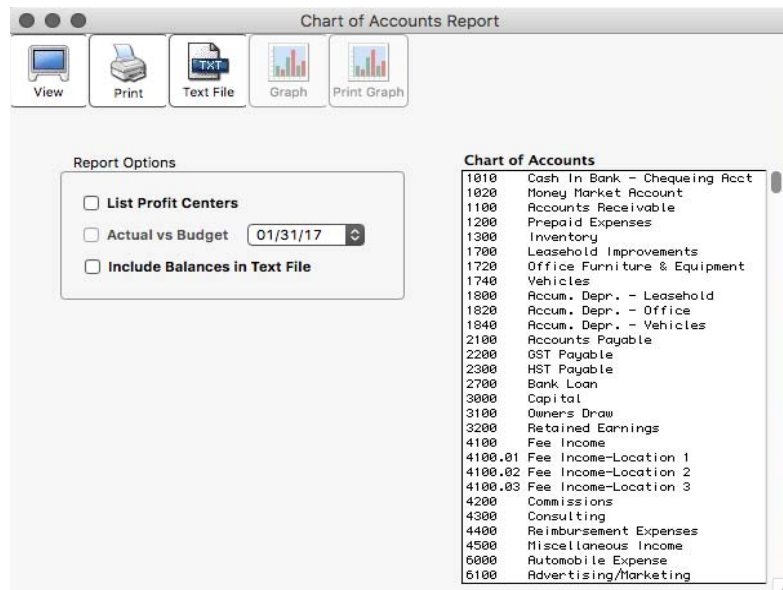 Chart of Accounts Report
TXT
View Print Text File Graph Print Graph
Report Options
List Profit Centers
Actual vs Budget 01/31/17
Include Balances in Text File
Chart of Accounts
1010 Cash In Bank - Chequeing Acct
1020 Money Market Account
1100 Accounts Receivable
1200 Prepaid Expenses
1300 Inventory
1700 Leasehold Improvements
1720 Office Furniture & Equipment
1740 Vehicles
1800 Accum. Depr. - Leasehold
1820 Accum. Depr. - Office
1840 Accum. Depr. - Vehicles
2100 Accounts Payable
2200 GST Payable
2300 HST Payable
2700 Bank Loan
3000 Capital
3100 Owners Draw
3200 Retained Earnings
4100 Fee Income
4100.01 Fee Income-Location 1
4100.02 Fee Income-Location 2
4100.03 Fee Income-Location 3
4200 Commissions
4300 Consulting
4400 Reimbursement Expenses
4500 Miscellaneous Income
6000 Automobile Expense
6100 Advertising/Marketing